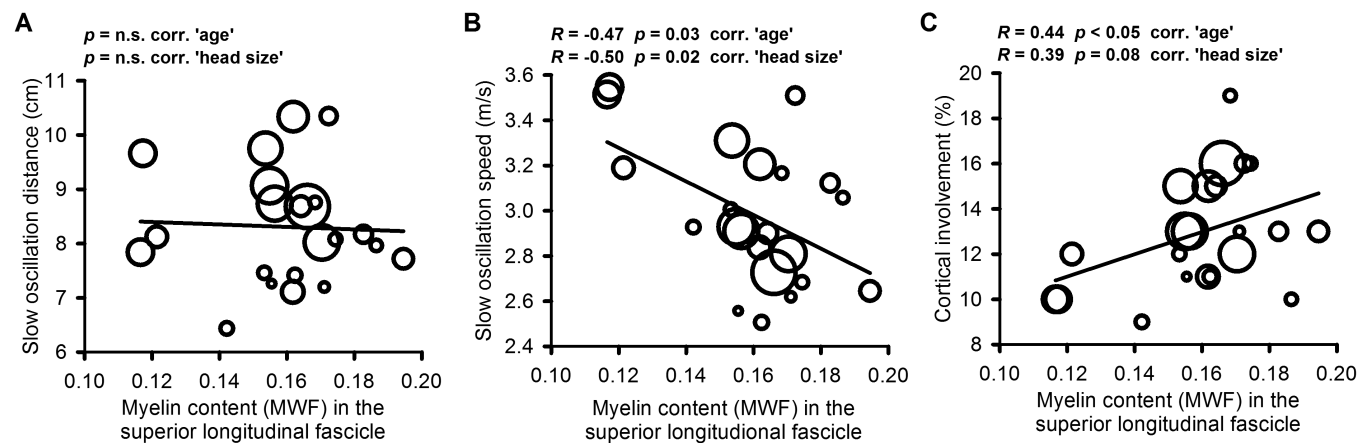 A
p = n.s. corr. 'age'
p = n.s. corr. 'head size'
Slow oscillation distance (cm)
11
10
9
8
7
6
0.10 0.12 0.14 0.16 0.18 0.20
Myelin content (MWF) in the
superior longitudinal fascicle
B
R = -0.47 p = 0.03 corr. 'age'
R = -0.50 p = 0.02 corr. 'head size'
Slow oscillation speed (m/s)
3.6
3.4
3.2
3.0
2.8
2.6
2.4
0.10 0.12 0.14 0.16 0.18 0.20
Myelin content (MWF) in the
superior longitudional fascicle
C
R = 0.44 p < 0.05 corr. 'age'
R = 0.39 p = 0.08 corr. 'head size'
Cortical involvement (%)
20
18
16
14
12
10
8
0.10 0.12 0.14 0.16 0.18 0.20
Myelin content (MWF) in the
superior longitudinal fascicle